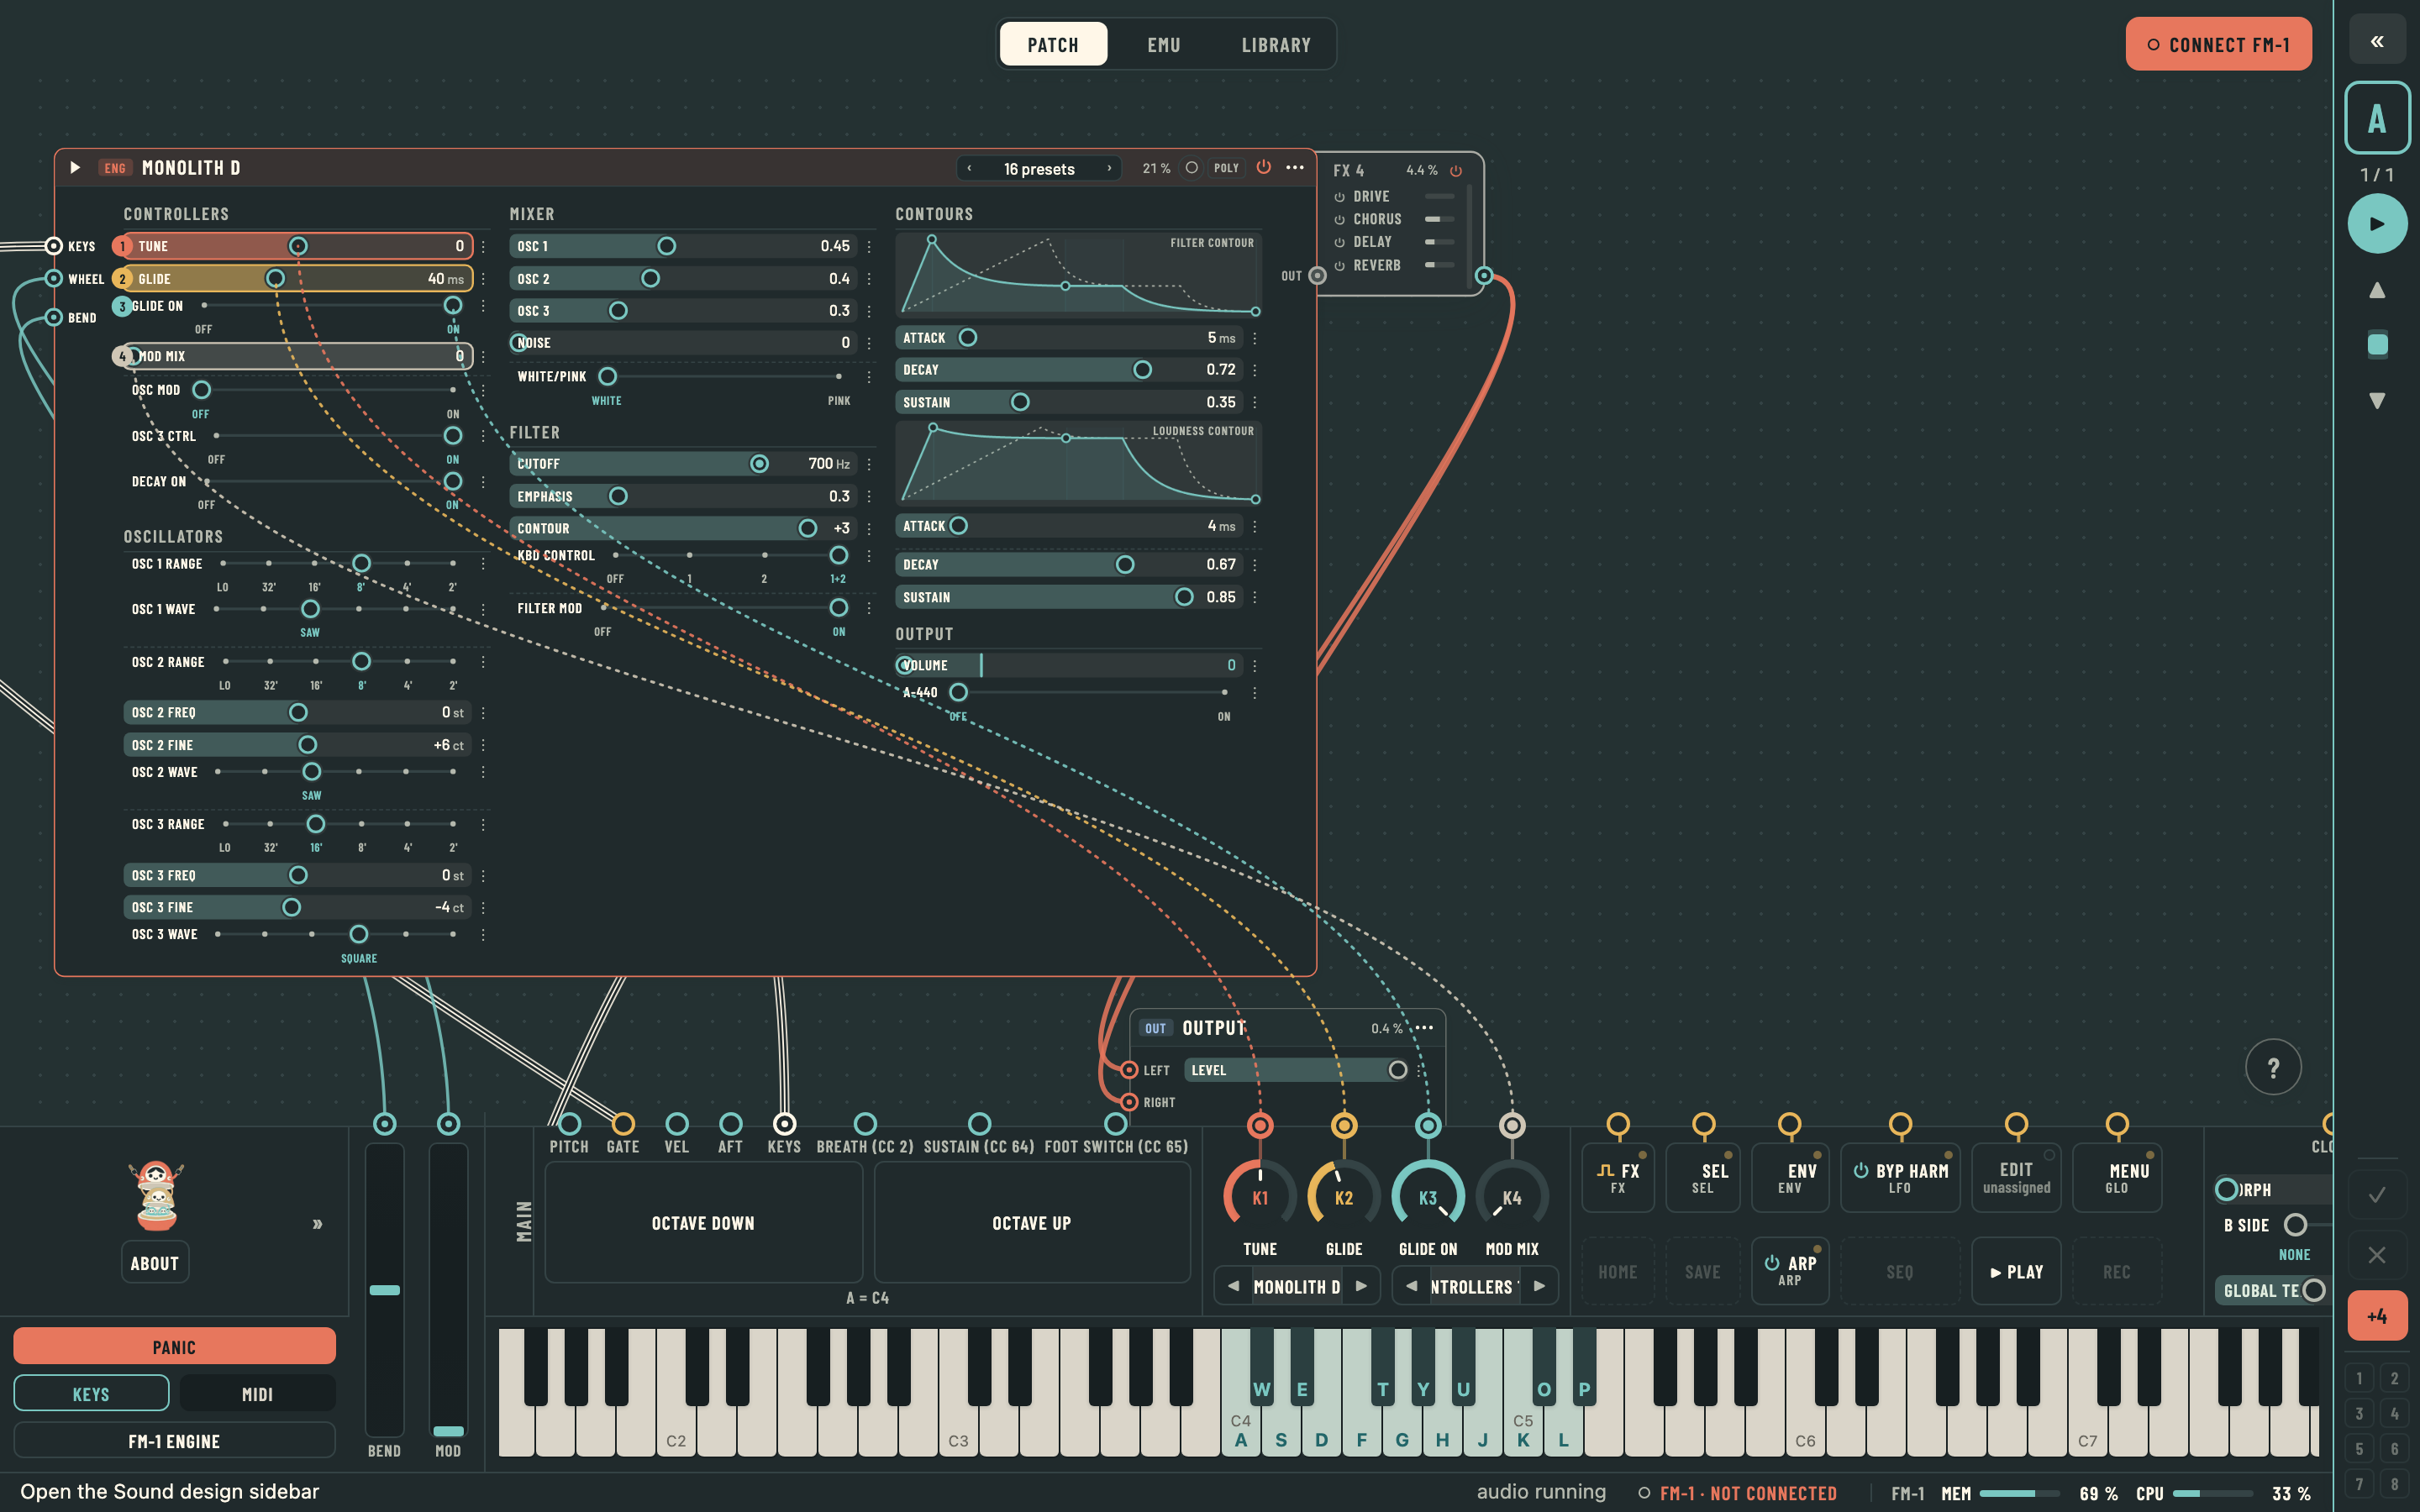 PATCH
EMU
LIBRARY
CONNECT FM-1
«
A
1/1
ENG MONOLITH D
‹ 16 presets ›
21 %
POLY
FX 4
4.4 %
DRIVE
CHORUS
DELAY
REVERB
OUT
KEYS
WHEEL
BEND
CONTROLLERS
1 TUNE 0
2 GLIDE 40 ms
3 GLIDE ON
OFF ON
4 MOD MIX 0
OSC MOD
OFF ON
OSC 3 CTRL
OFF ON
DECAY ON
OFF ON
OSCILLATORS
OSC 1 RANGE
LO 32' 16' 8' 4' 2'
OSC 1 WAVE
SAW
OSC 2 RANGE
LO 32' 16' 8' 4' 2'
OSC 2 FREQ 0 st
OSC 2 FINE +6 ct
OSC 2 WAVE
SAW
OSC 3 RANGE
LO 32' 16' 8' 4' 2'
OSC 3 FREQ 0 st
OSC 3 FINE -4 ct
OSC 3 WAVE
SQUARE
MIXER
OSC 1 0.45
OSC 2 0.4
OSC 3 0.3
NOISE 0
WHITE/PINK
WHITE PINK
FILTER
CUTOFF 700 Hz
EMPHASIS 0.3
CONTOUR +3
KBD CONTROL
OFF 1 2 1+2
FILTER MOD
OFF ON
CONTOURS
FILTER CONTOUR
ATTACK 5 ms
DECAY 0.72
SUSTAIN 0.35
LOUDNESS CONTOUR
ATTACK 4 ms
DECAY 0.67
SUSTAIN 0.85
OUTPUT
VOLUME 0
A-440
OFF ON
OUT OUTPUT 0.4 %
LEFT LEVEL
RIGHT
?
PITCH GATE VEL AFT KEYS BREATH (CC 2) SUSTAIN (CC 64) FOOT SWITCH (CC 65)
MAIN
OCTAVE DOWN
OCTAVE UP
A = C4
K1 K2 K3 K4
TUNE GLIDE GLIDE ON MOD MIX
MONOLITH D
NTROLLERS
FX
FX
SEL
SEL
ENV
ENV
BYP HARM
LFO
EDIT
unassigned
MENU
GLO
HOME
SAVE
ARP
ARP
SEQ
PLAY
REC
CLO
ORPH
B SIDE
NONE
GLOBAL TE
»
ABOUT
PANIC
KEYS
MIDI
FM-1 ENGINE
BEND
MOD
W E T Y U O P
C4 C5
C2 C3 A S D F G H J K L C6 C7
+4
1 2
3 4
5 6
7 8
Open the Sound design sidebar
audio running
FM-1 · NOT CONNECTED
FM-1 MEM 69 % CPU 33 %